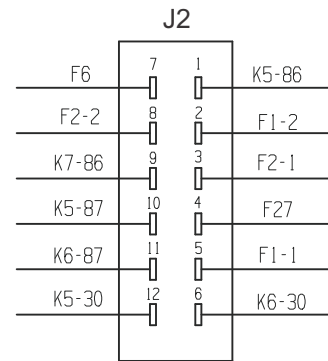 J2
F6 7 1 K5-86
F2-2 8 2 F1-2
K7-86 9 3 F2-1
K5-87 10 4 F27
K6-87 11 5 F1-1
K5-30 12 6 K6-30